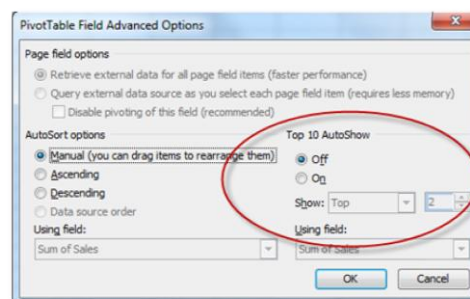 PivotTable Field Advanced Options
Page field options
Retrieve external data for all page field items (faster performance)
Query external data source as you select each page field item (requires less memory)
Disable pivoting of this field (recommended)
AutoSort options
Manual (you can drag items to rearrange them)
Ascending
Descending
Data source order
Using field:
Sum of Sales
Top 10 AutoShow
Off
On
Show: Top 2
Using field:
Sum of Sales
OK Cancel